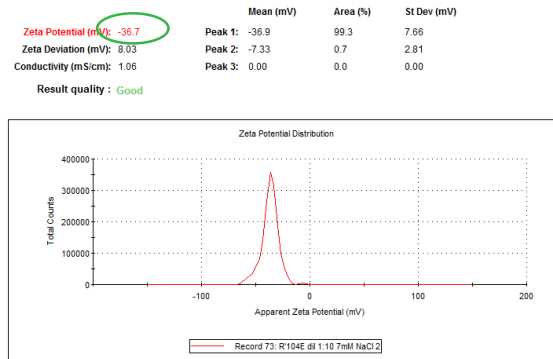 Mean (mV) Area (%) St Dev (mV)
Zeta Potential (mV): -36.7 Peak 1: -36.9 99.3 7.66
Zeta Deviation (mV): 8.03 Peak 2: -7.33 0.7 2.81
Conductivity (mS/cm): 1.06 Peak 3: 0.00 0.0 0.00
Result quality : Good
Zeta Potential Distribution
400000
300000
200000
100000
0
Total Counts
-100 0 100 200
Apparent Zeta Potential (mV)
Record 73: R'104E dil 1:10 7mM NaCl 2